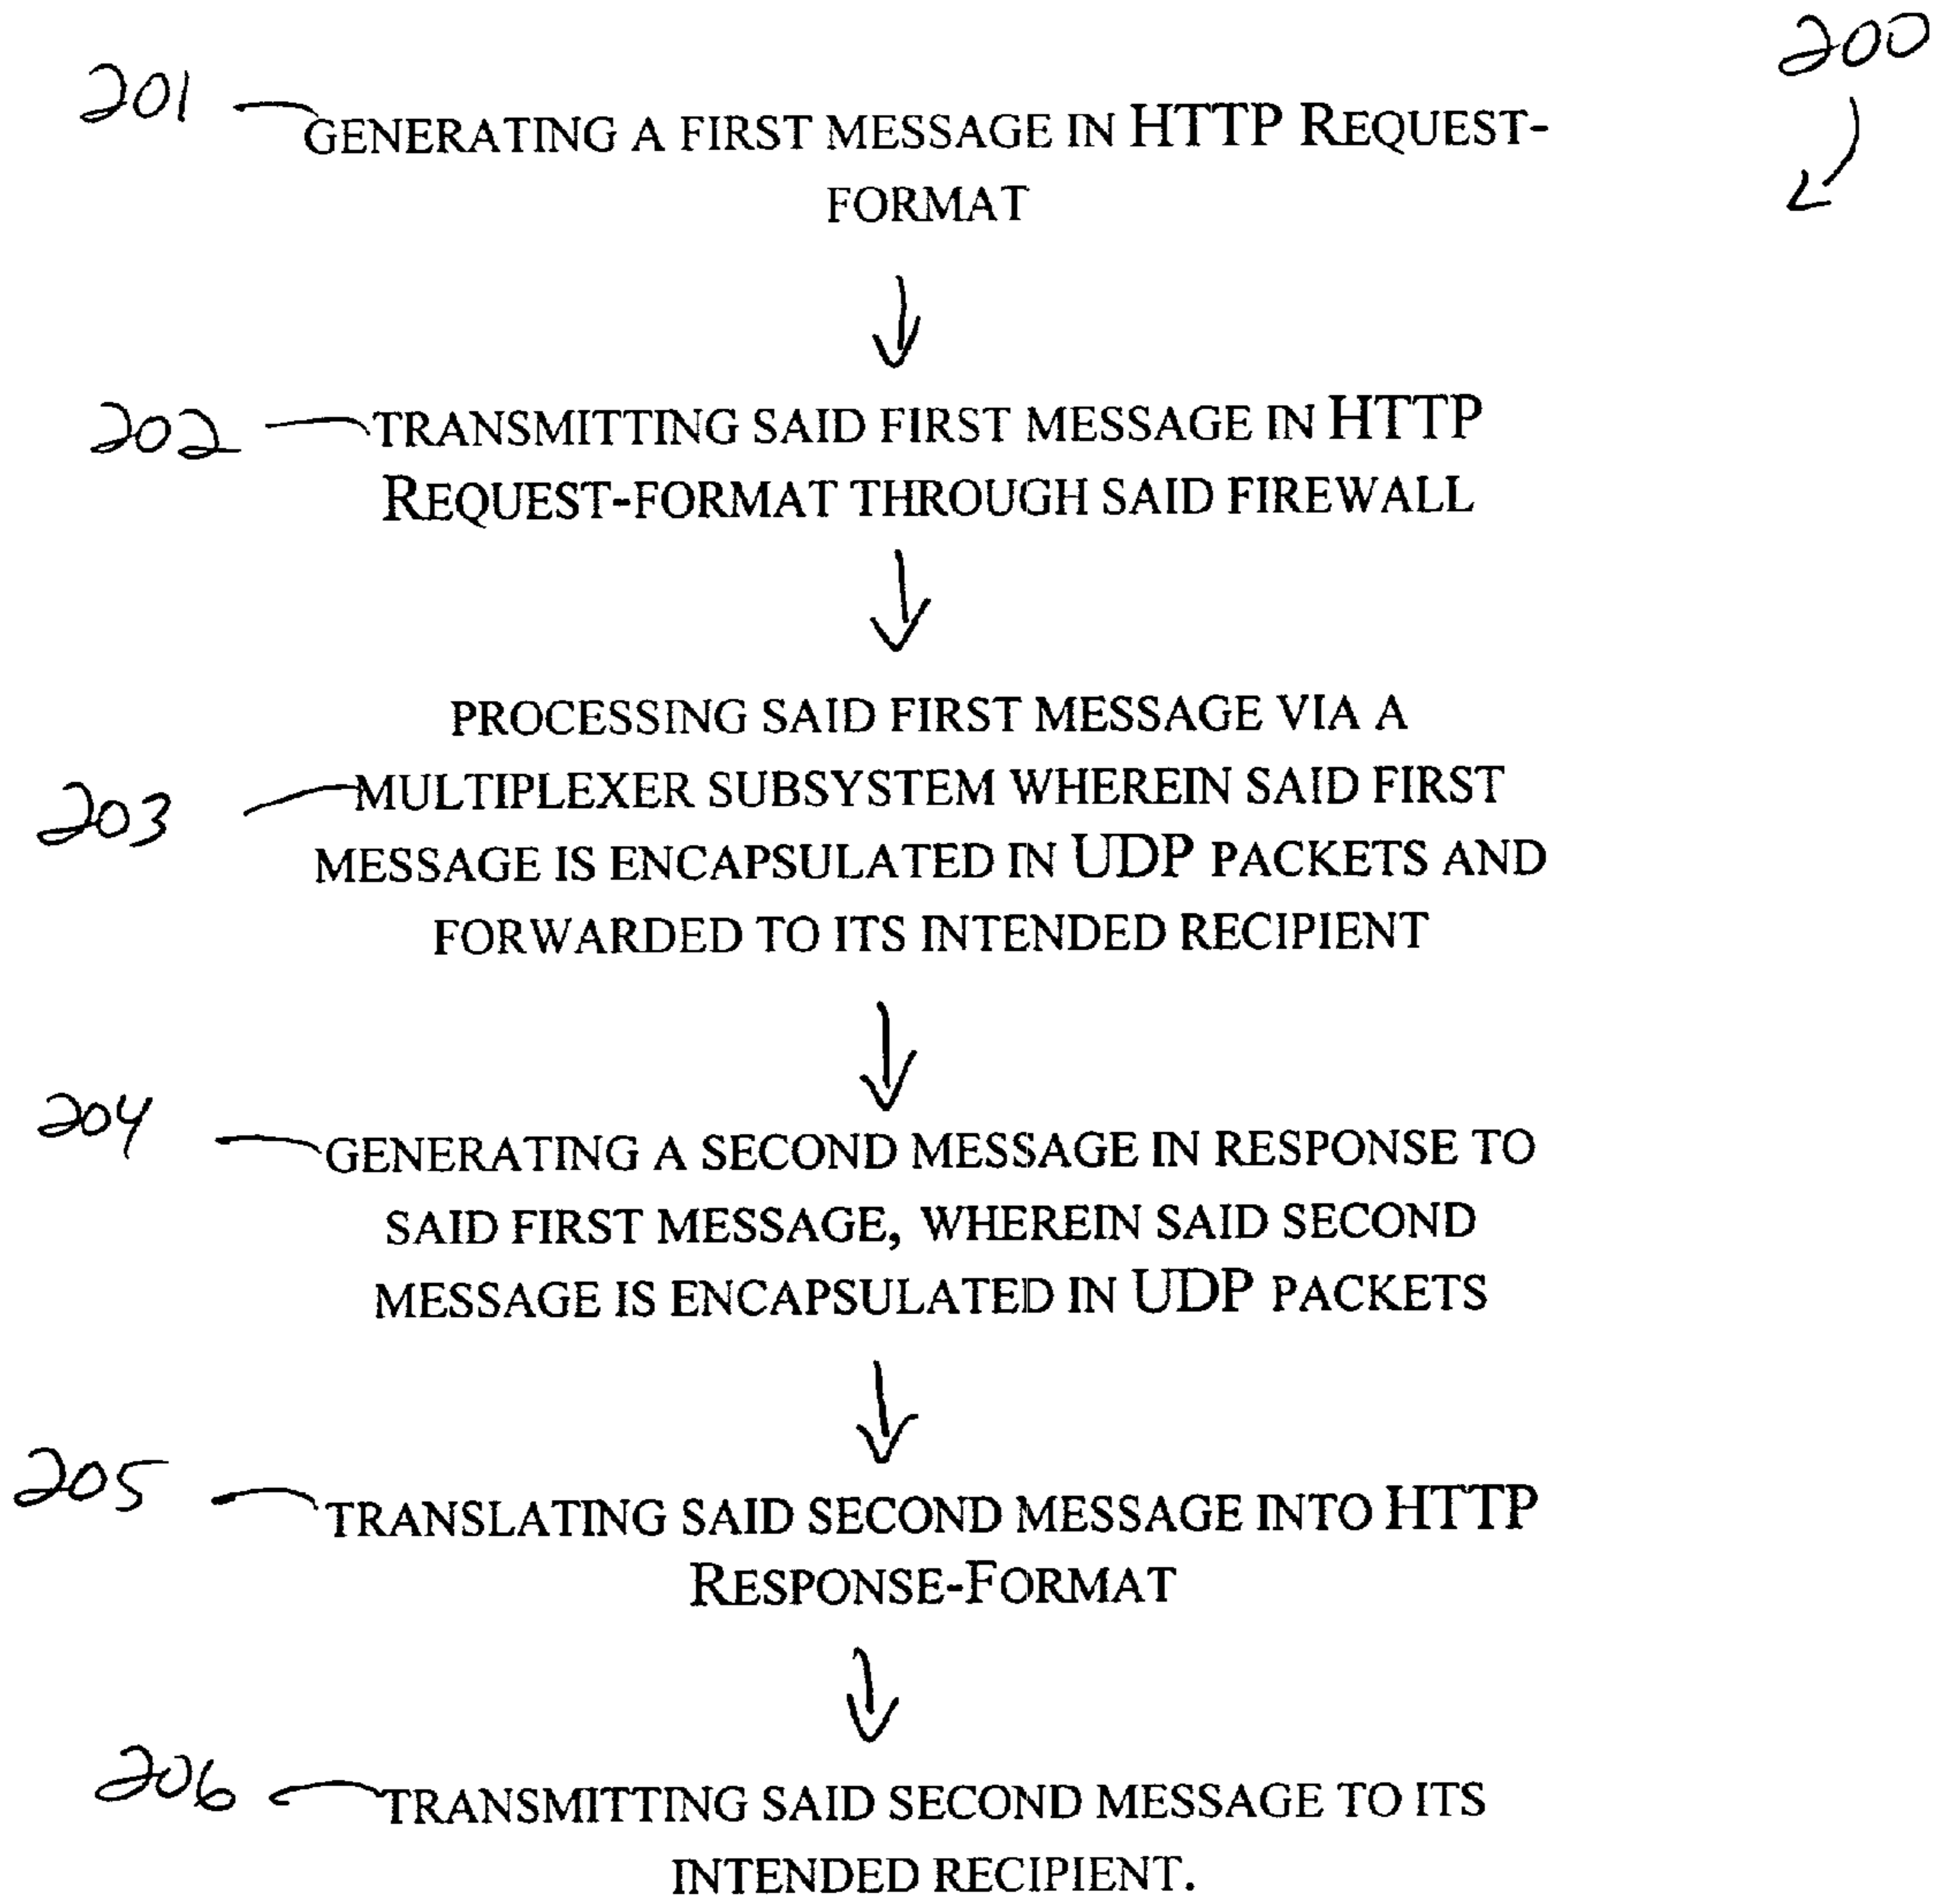 200
201
GENERATING A FIRST MESSAGE IN HTTP REQUEST-
FORMAT
202
TRANSMITTING SAID FIRST MESSAGE IN HTTP
REQUEST-FORMAT THROUGH SAID FIREWALL
PROCESSING SAID FIRST MESSAGE VIA A
203
MULTIPLEXER SUBSYSTEM WHEREIN SAID FIRST
MESSAGE IS ENCAPSULATED IN UDP PACKETS AND
FORWARDED TO ITS INTENDED RECIPIENT
204
GENERATING A SECOND MESSAGE IN RESPONSE TO
SAID FIRST MESSAGE, WHEREIN SAID SECOND
MESSAGE IS ENCAPSULATED IN UDP PACKETS
205
TRANSLATING SAID SECOND MESSAGE INTO HTTP
RESPONSE-FORMAT
206
TRANSMITTING SAID SECOND MESSAGE TO ITS
INTENDED RECIPIENT.